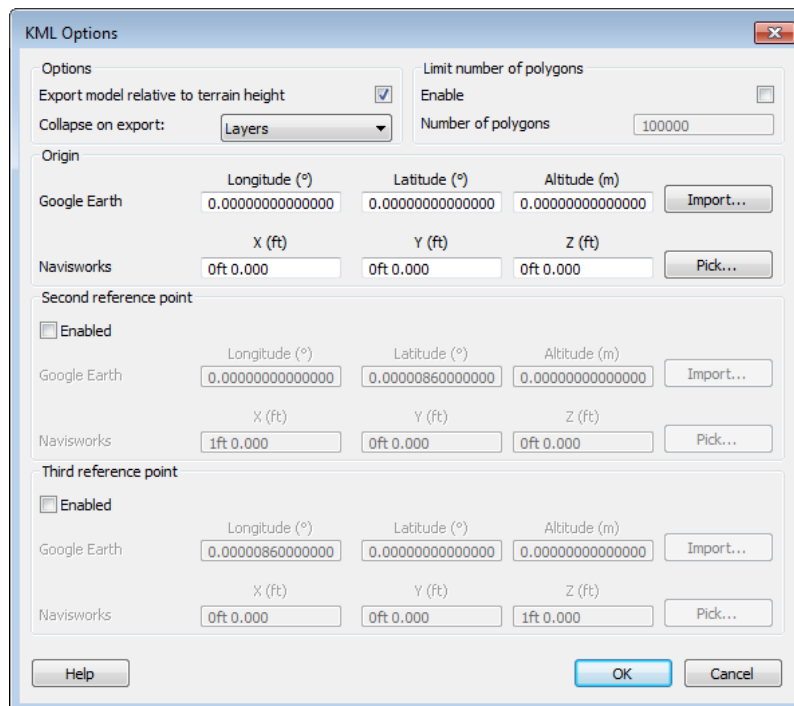 KML Options
Options
Export model relative to terrain height
Collapse on export: Layers
Limit number of polygons
Enable
Number of polygons 100000
Origin
Longitude (°) Latitude (°) Altitude (m)
Google Earth 0.00000000000000 0.00000000000000 0.00000000000000 Import...
X (ft) Y (ft) Z (ft)
Navisworks 0ft 0.000 0ft 0.000 0ft 0.000 Pick...
Second reference point
Enabled
Longitude (°) Latitude (°) Altitude (m)
Google Earth 0.00000000000000 0.00000860000000 0.00000000000000 Import...
X (ft) Y (ft) Z (ft)
Navisworks 1ft 0.000 0ft 0.000 0ft 0.000 Pick...
Third reference point
Enabled
Longitude (°) Latitude (°) Altitude (m)
Google Earth 0.00000860000000 0.00000000000000 0.00000000000000 Import...
X (ft) Y (ft) Z (ft)
Navisworks 0ft 0.000 0ft 0.000 1ft 0.000 Pick...
Help OK Cancel